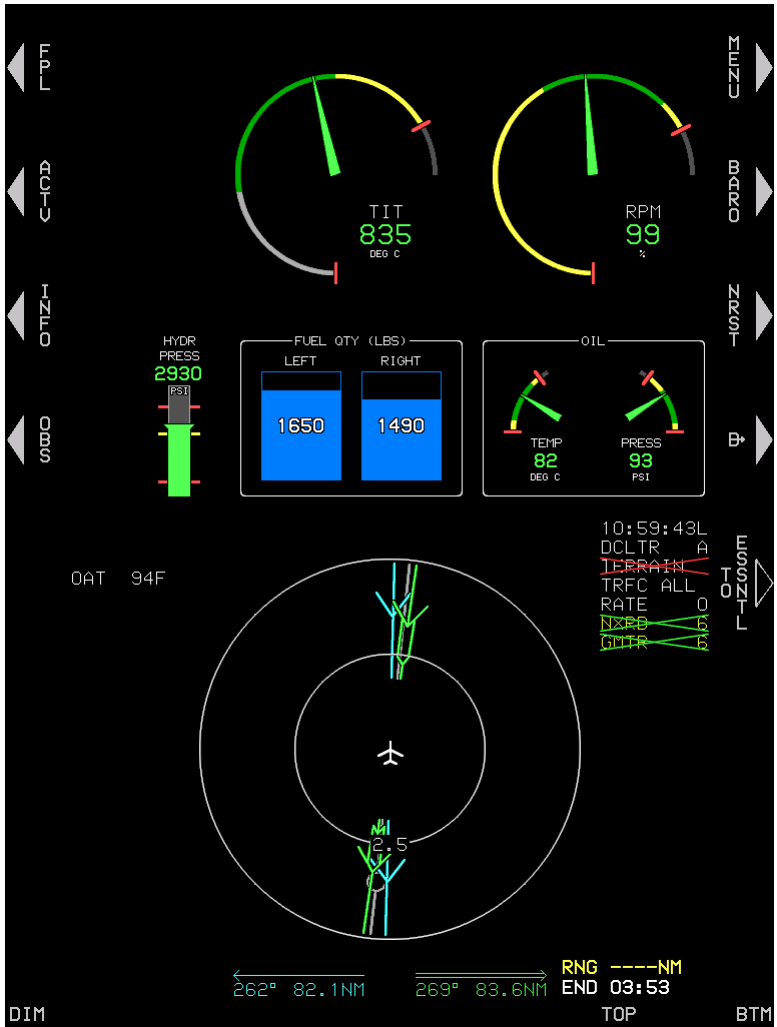 FPL
MENU
ACTV
BARO
TIT
835
DEG C
RPM
99
%
INFO
NRST
HYDR
PRESS
2930
PSI
FUEL QTY (LBS)
LEFT RIGHT
1650 1490
OIL
TEMP
82
DEG C
PRESS
93
PSI
OBS
D
OAT 94F
10:59:43L
DCLTR A
TERRAIN
TRFC ALL
RATE 0
NXRD 6
GMTR 6
ESSNTL
TO
2.5
262° 82.1NM
269° 83.6NM
RNG ----NM
END 03:53
DIM
TOP
BTM